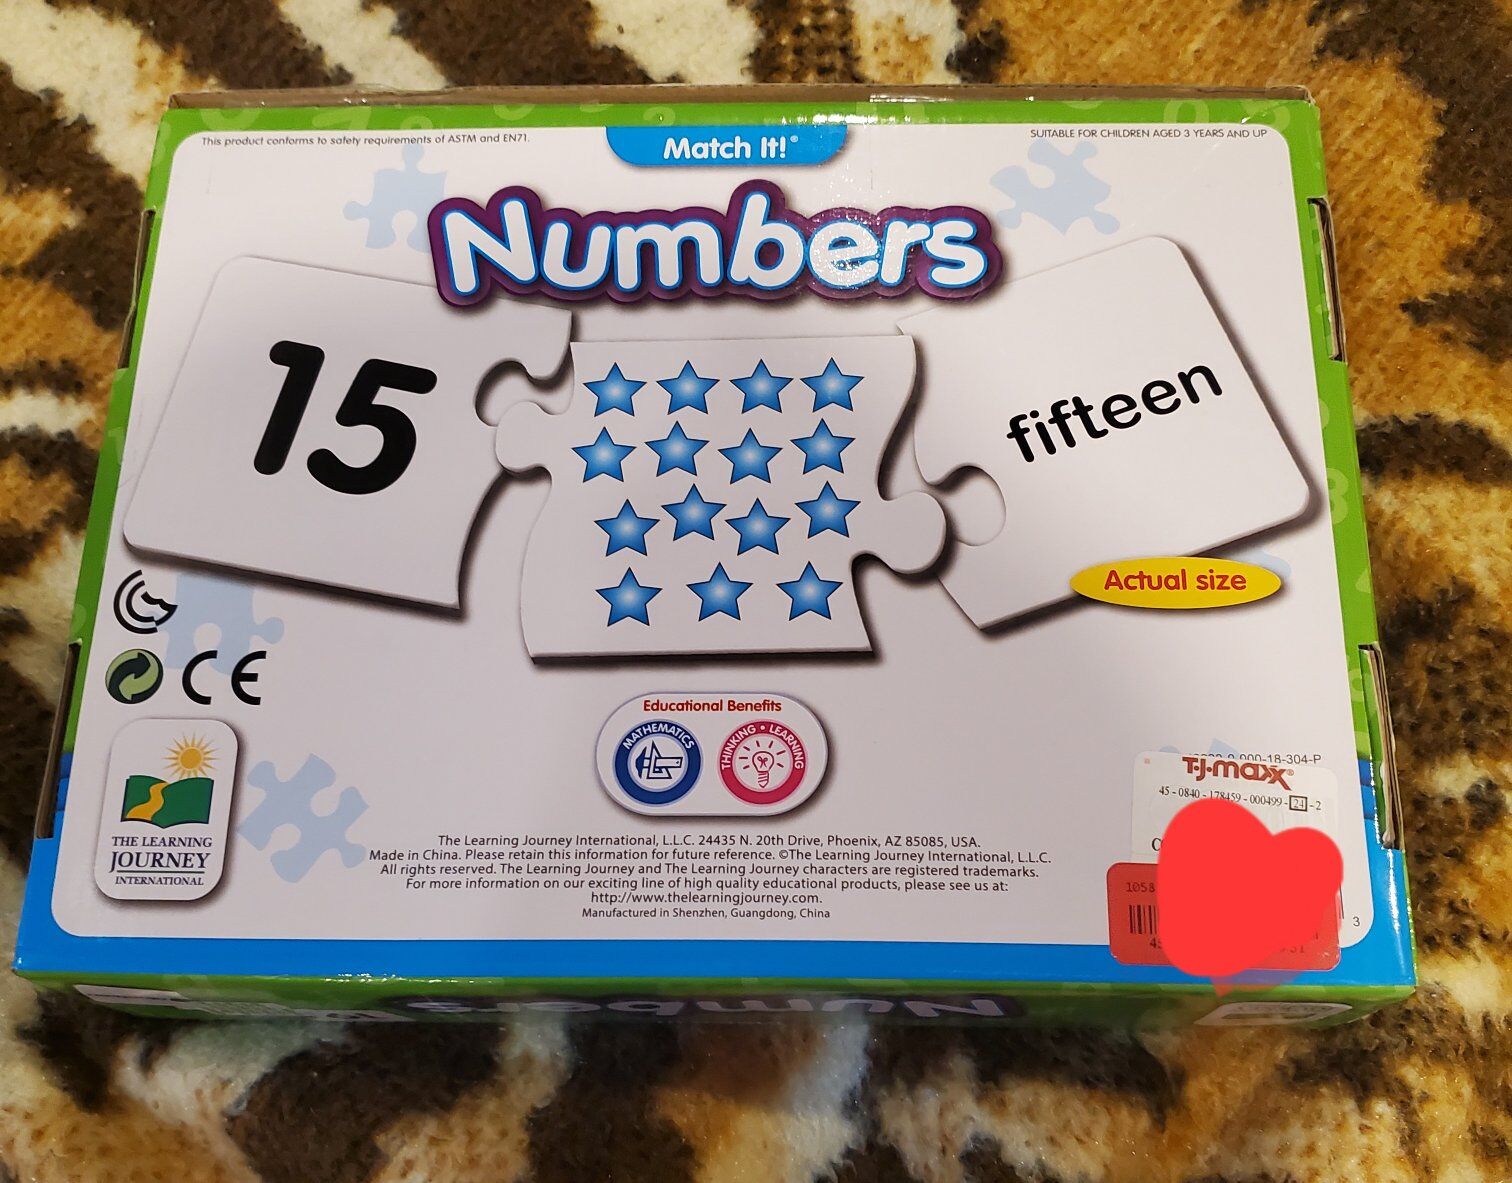 This product conforms to safety requirements of ASTM and EN71.
Match It!®
SUITABLE FOR CHILDREN AGED 3 YEARS AND UP
Numbers
15
fifteen
Actual size
CE
Educational Benefits
MATHEMATICS
THINKING • LEARNING
THE LEARNING
JOURNEY
INTERNATIONAL
The Learning Journey International, L.L.C. 24435 N. 20th Drive, Phoenix, AZ 85085, USA.
Made in China. Please retain this information for future reference. ©The Learning Journey International, L.L.C.
All rights reserved. The Learning Journey and The Learning Journey characters are registered trademarks.
For more information on our exciting line of high quality educational products, please see us at:
http://www.thelearningjourney.com.
Manufactured in Shenzhen, Guangdong, China
000-18-304-P
T·J·maxx®
45 - 0840 - 178459 - 000499 - 24 - 2
1058
3
Numbers